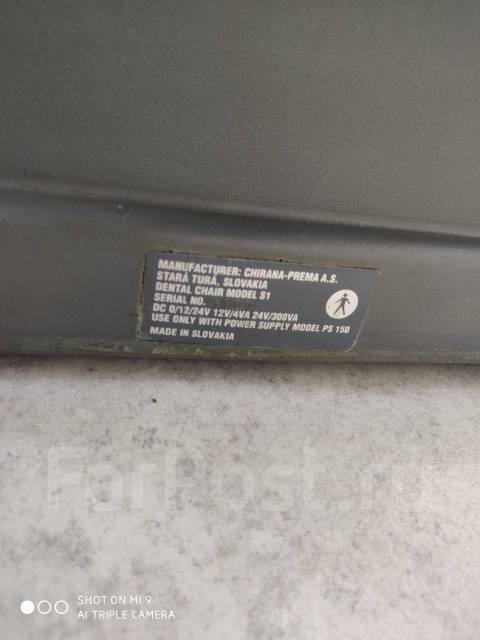 MANUFACTURER: CHIRANA-PREMA A.S.
STARÁ TURÁ, SLOVAKIA
DENTAL CHAIR MODEL S1
SERIAL NO.
DC 0/12/24V 12V/4VA 24V/300VA
USE ONLY WITH POWER SUPPLY MODEL PS 150
MADE IN SLOVAKIA
FarPost.ru
SHOT ON MI 9
AI TRIPLE CAMERA